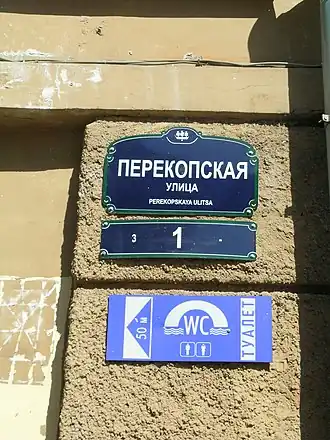 ПЕРЕКОПСКАЯ
УЛИЦА
PEREKOPSKAYA ULITSA
3 1 -
50 М
WC
ТУАЛЕТ